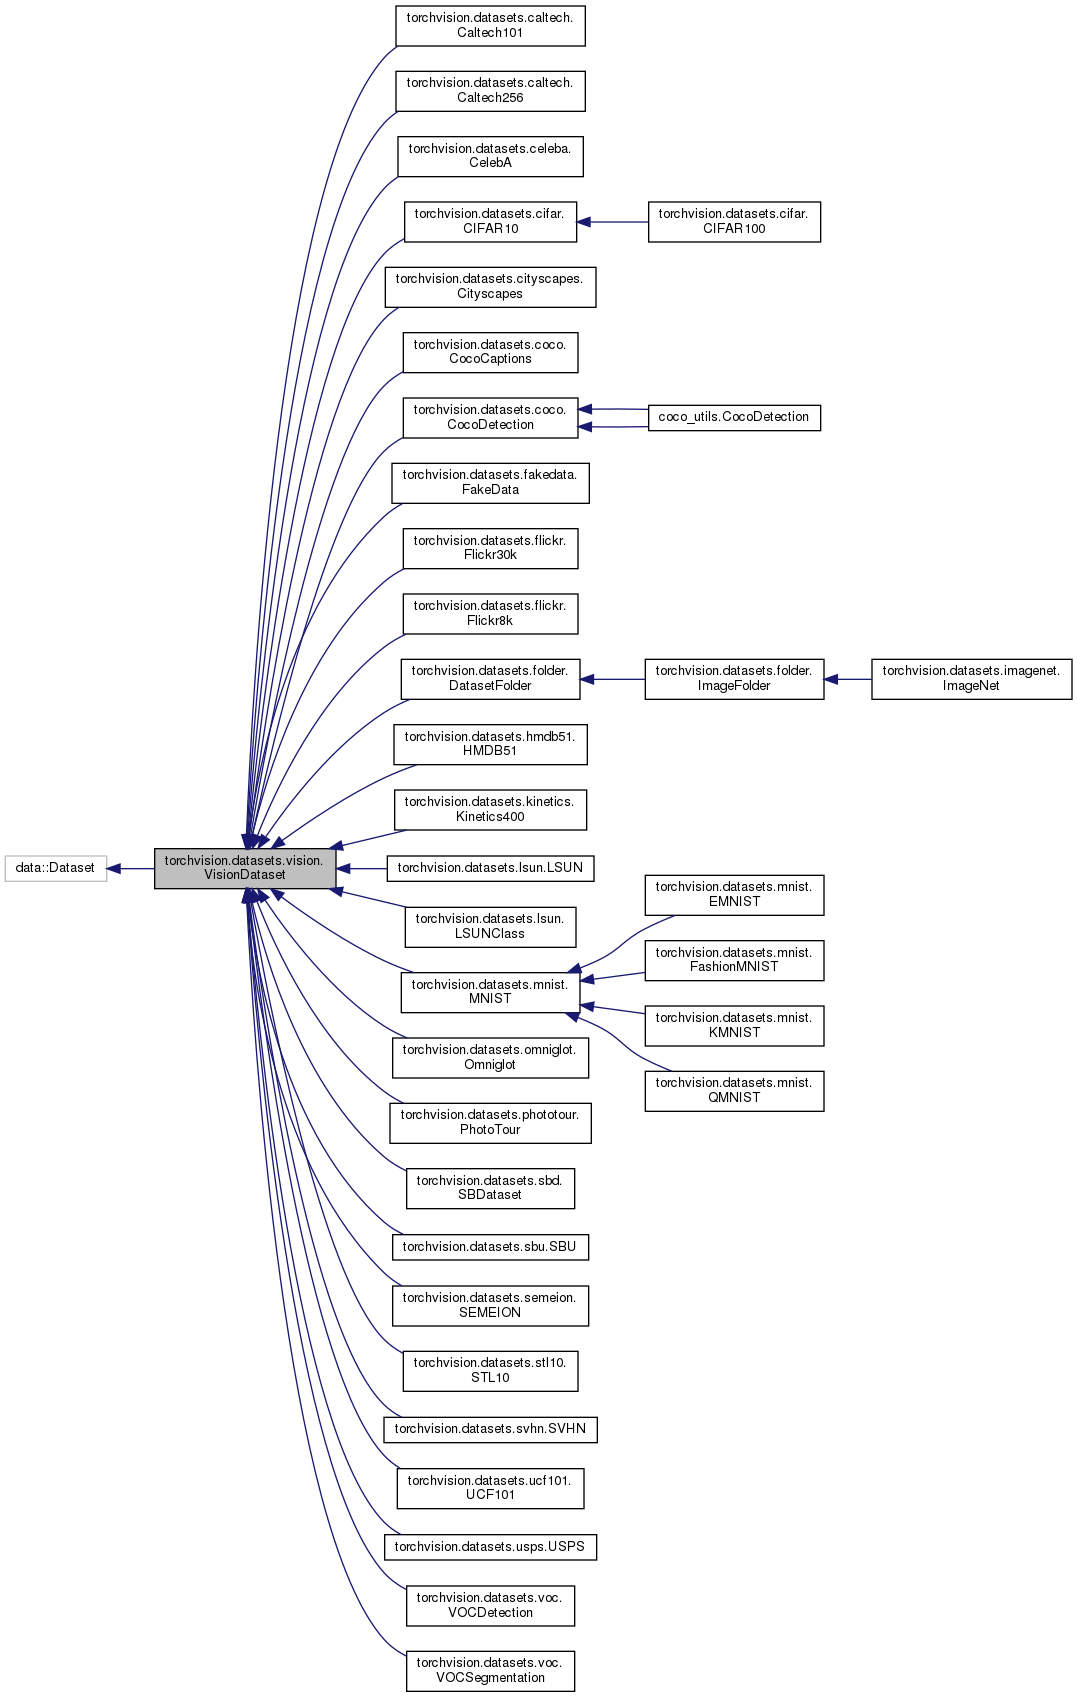 torchvision.datasets.caltech.
Caltech101
torchvision.datasets.caltech.
Caltech256
torchvision.datasets.celeba.
CelebA
torchvision.datasets.cifar.
CIFAR10
torchvision.datasets.cifar.
CIFAR100
torchvision.datasets.cityscapes.
Cityscapes
torchvision.datasets.coco.
CocoCaptions
torchvision.datasets.coco.
CocoDetection
coco_utils.CocoDetection
torchvision.datasets.fakedata.
FakeData
torchvision.datasets.flickr.
Flickr30k
torchvision.datasets.flickr.
Flickr8k
torchvision.datasets.folder.
DatasetFolder
torchvision.datasets.folder.
ImageFolder
torchvision.datasets.imagenet.
ImageNet
torchvision.datasets.hmdb51.
HMDB51
torchvision.datasets.kinetics.
Kinetics400
data::Dataset
torchvision.datasets.vision.
VisionDataset
torchvision.datasets.lsun.LSUN
torchvision.datasets.lsun.
LSUNClass
torchvision.datasets.mnist.
EMNIST
torchvision.datasets.mnist.
FashionMNIST
torchvision.datasets.mnist.
MNIST
torchvision.datasets.mnist.
KMNIST
torchvision.datasets.mnist.
QMNIST
torchvision.datasets.omniglot.
Omniglot
torchvision.datasets.phototour.
PhotoTour
torchvision.datasets.sbd.
SBDataset
torchvision.datasets.sbu.SBU
torchvision.datasets.semeion.
SEMEION
torchvision.datasets.stl10.
STL10
torchvision.datasets.svhn.SVHN
torchvision.datasets.ucf101.
UCF101
torchvision.datasets.usps.USPS
torchvision.datasets.voc.
VOCDetection
torchvision.datasets.voc.
VOCSegmentation